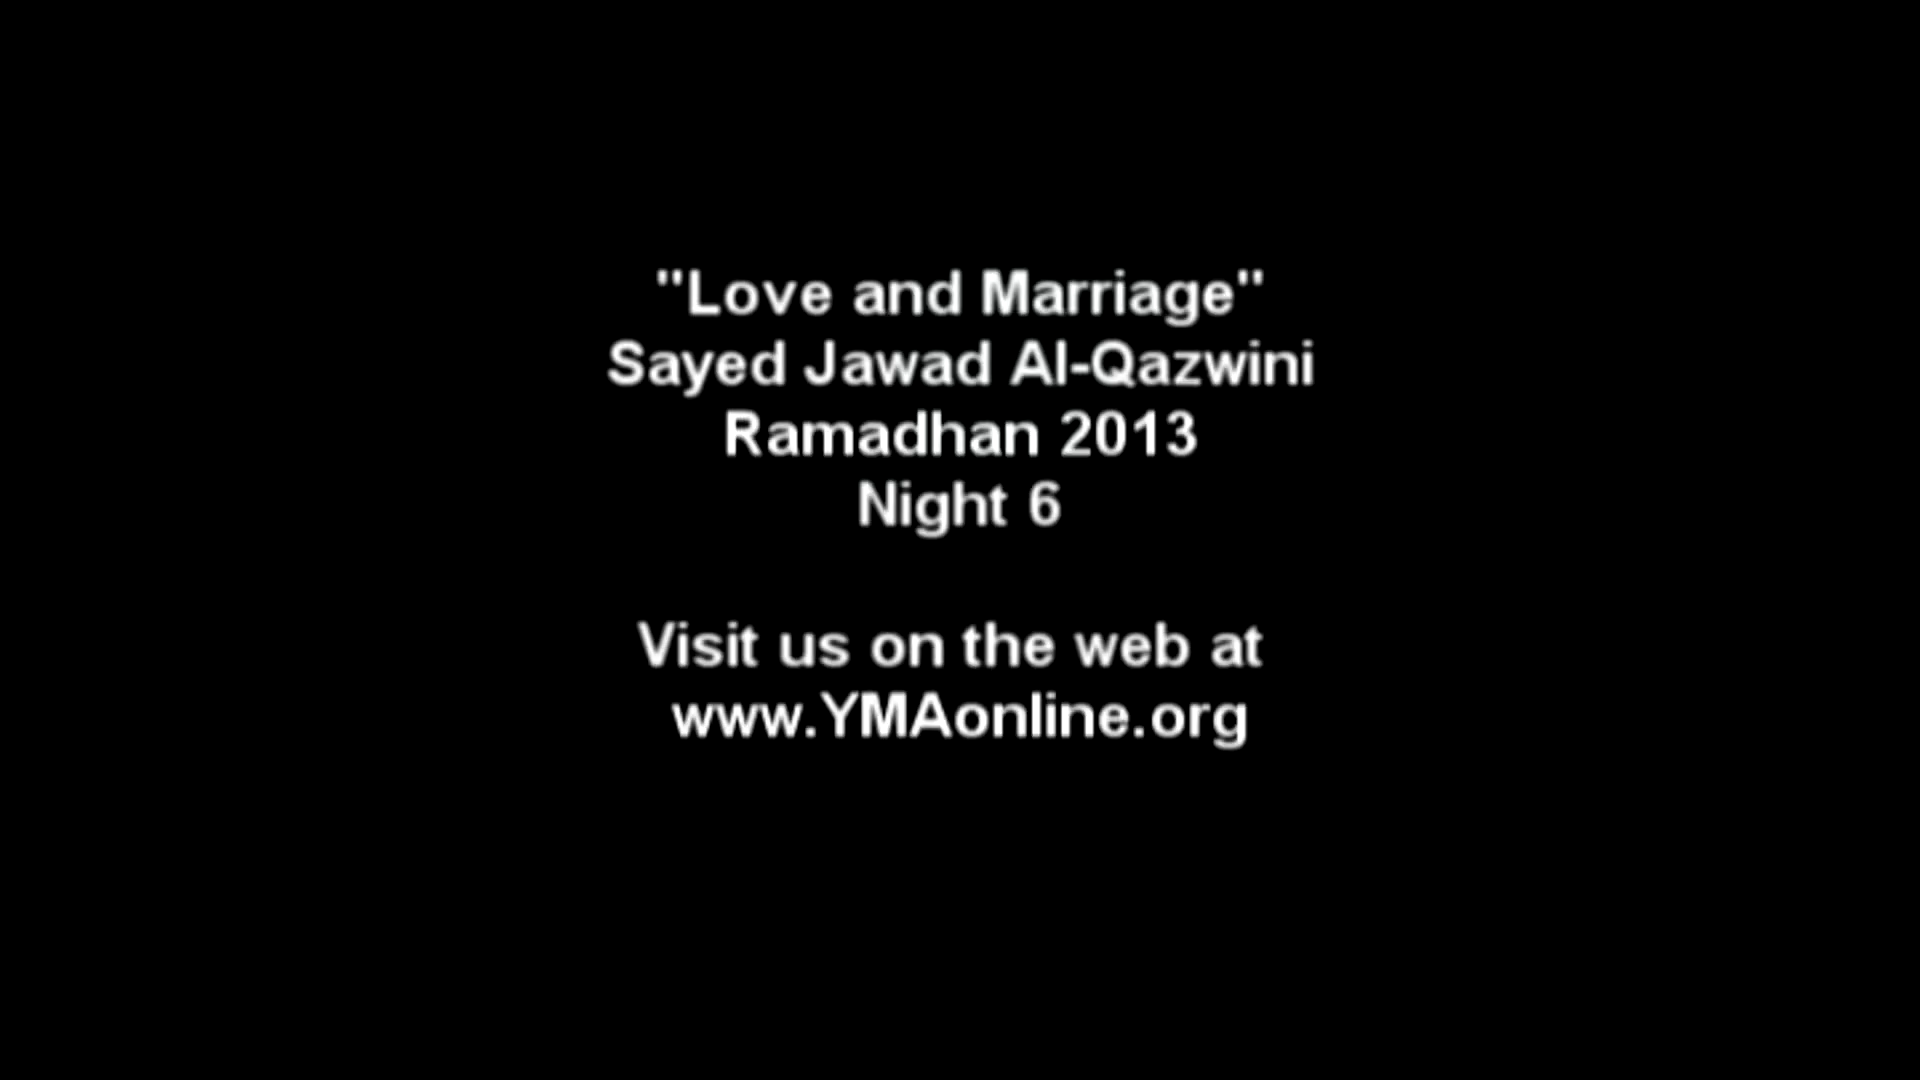 "Love and Marriage"
Sayed Jawad Al-Qazwini
Ramadhan 2013
Night 6
Visit us on the web at
www.YMAonline.org